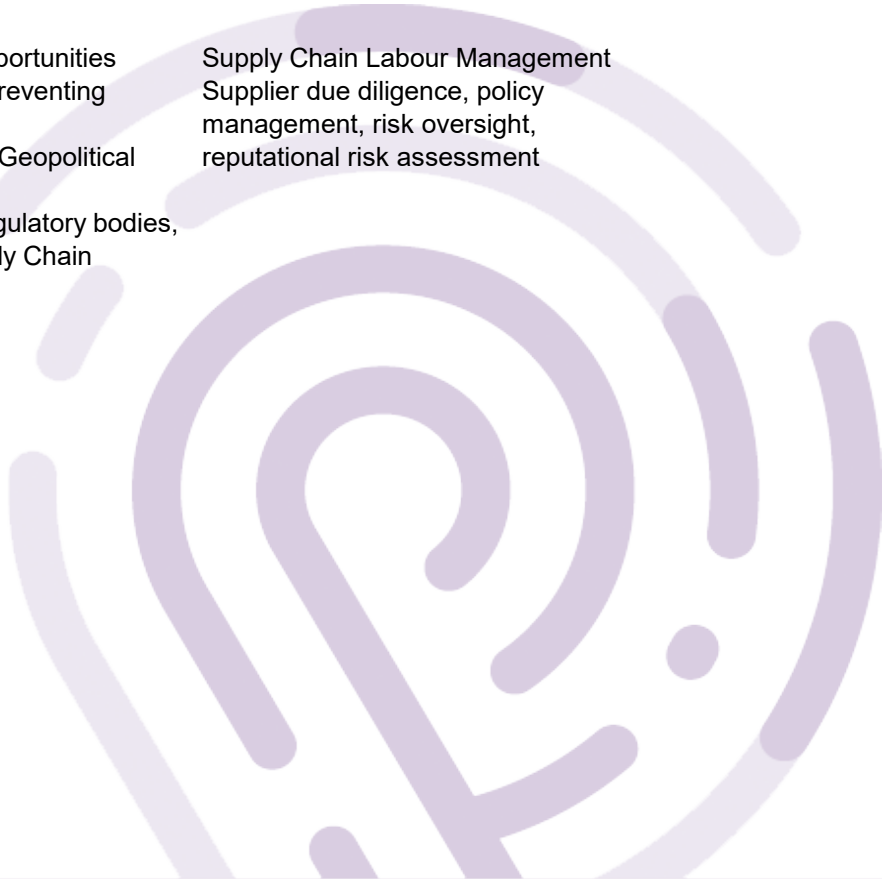 portunities
reventing
Geopolitical
gulatory bodies,
ly Chain
Supply Chain Labour Management
Supplier due diligence, policy
management, risk oversight,
reputational risk assessment